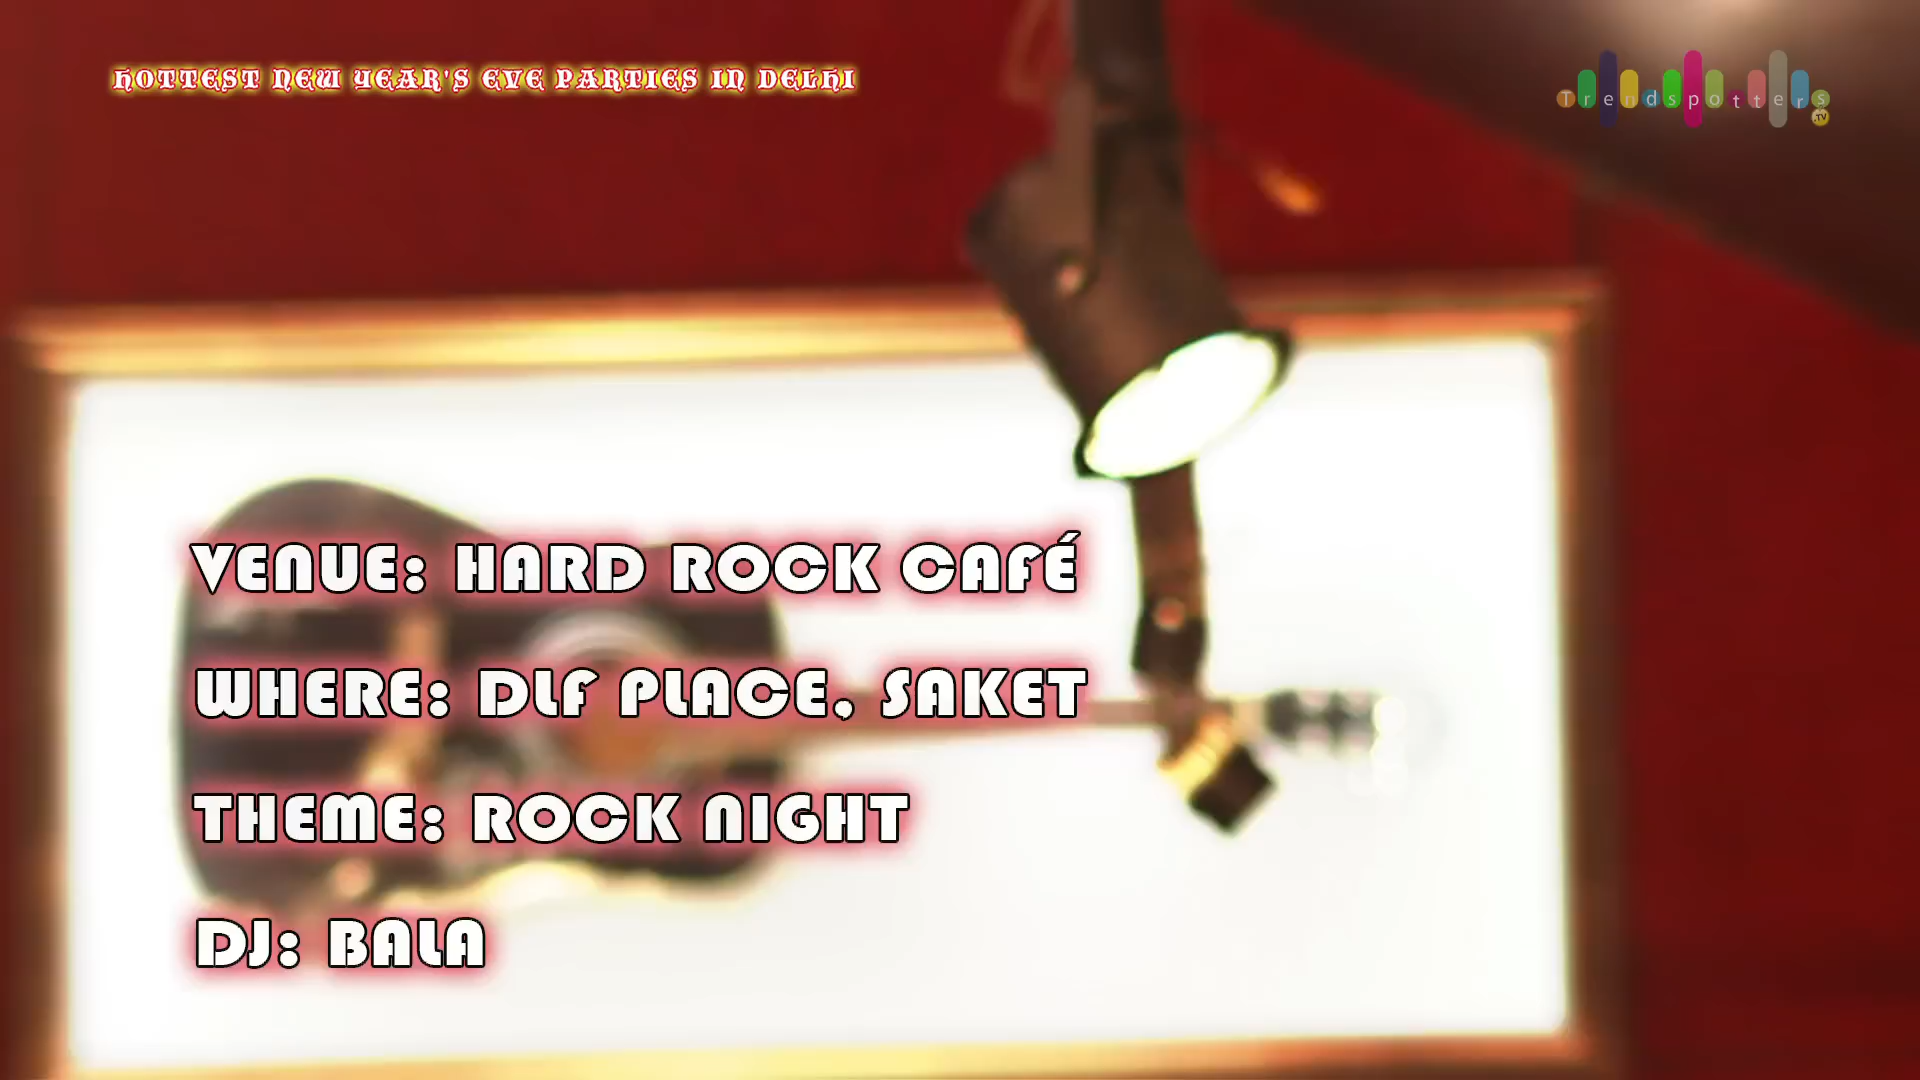 HOTTEST NEW YEAR'S EVE PARTIES IN DELHI
Trendspotters
.TV
VENUE: HARD ROCK CAFÉ
WHERE: DLF PLACE, SAKET
THEME: ROCK NIGHT
DJ: BALA